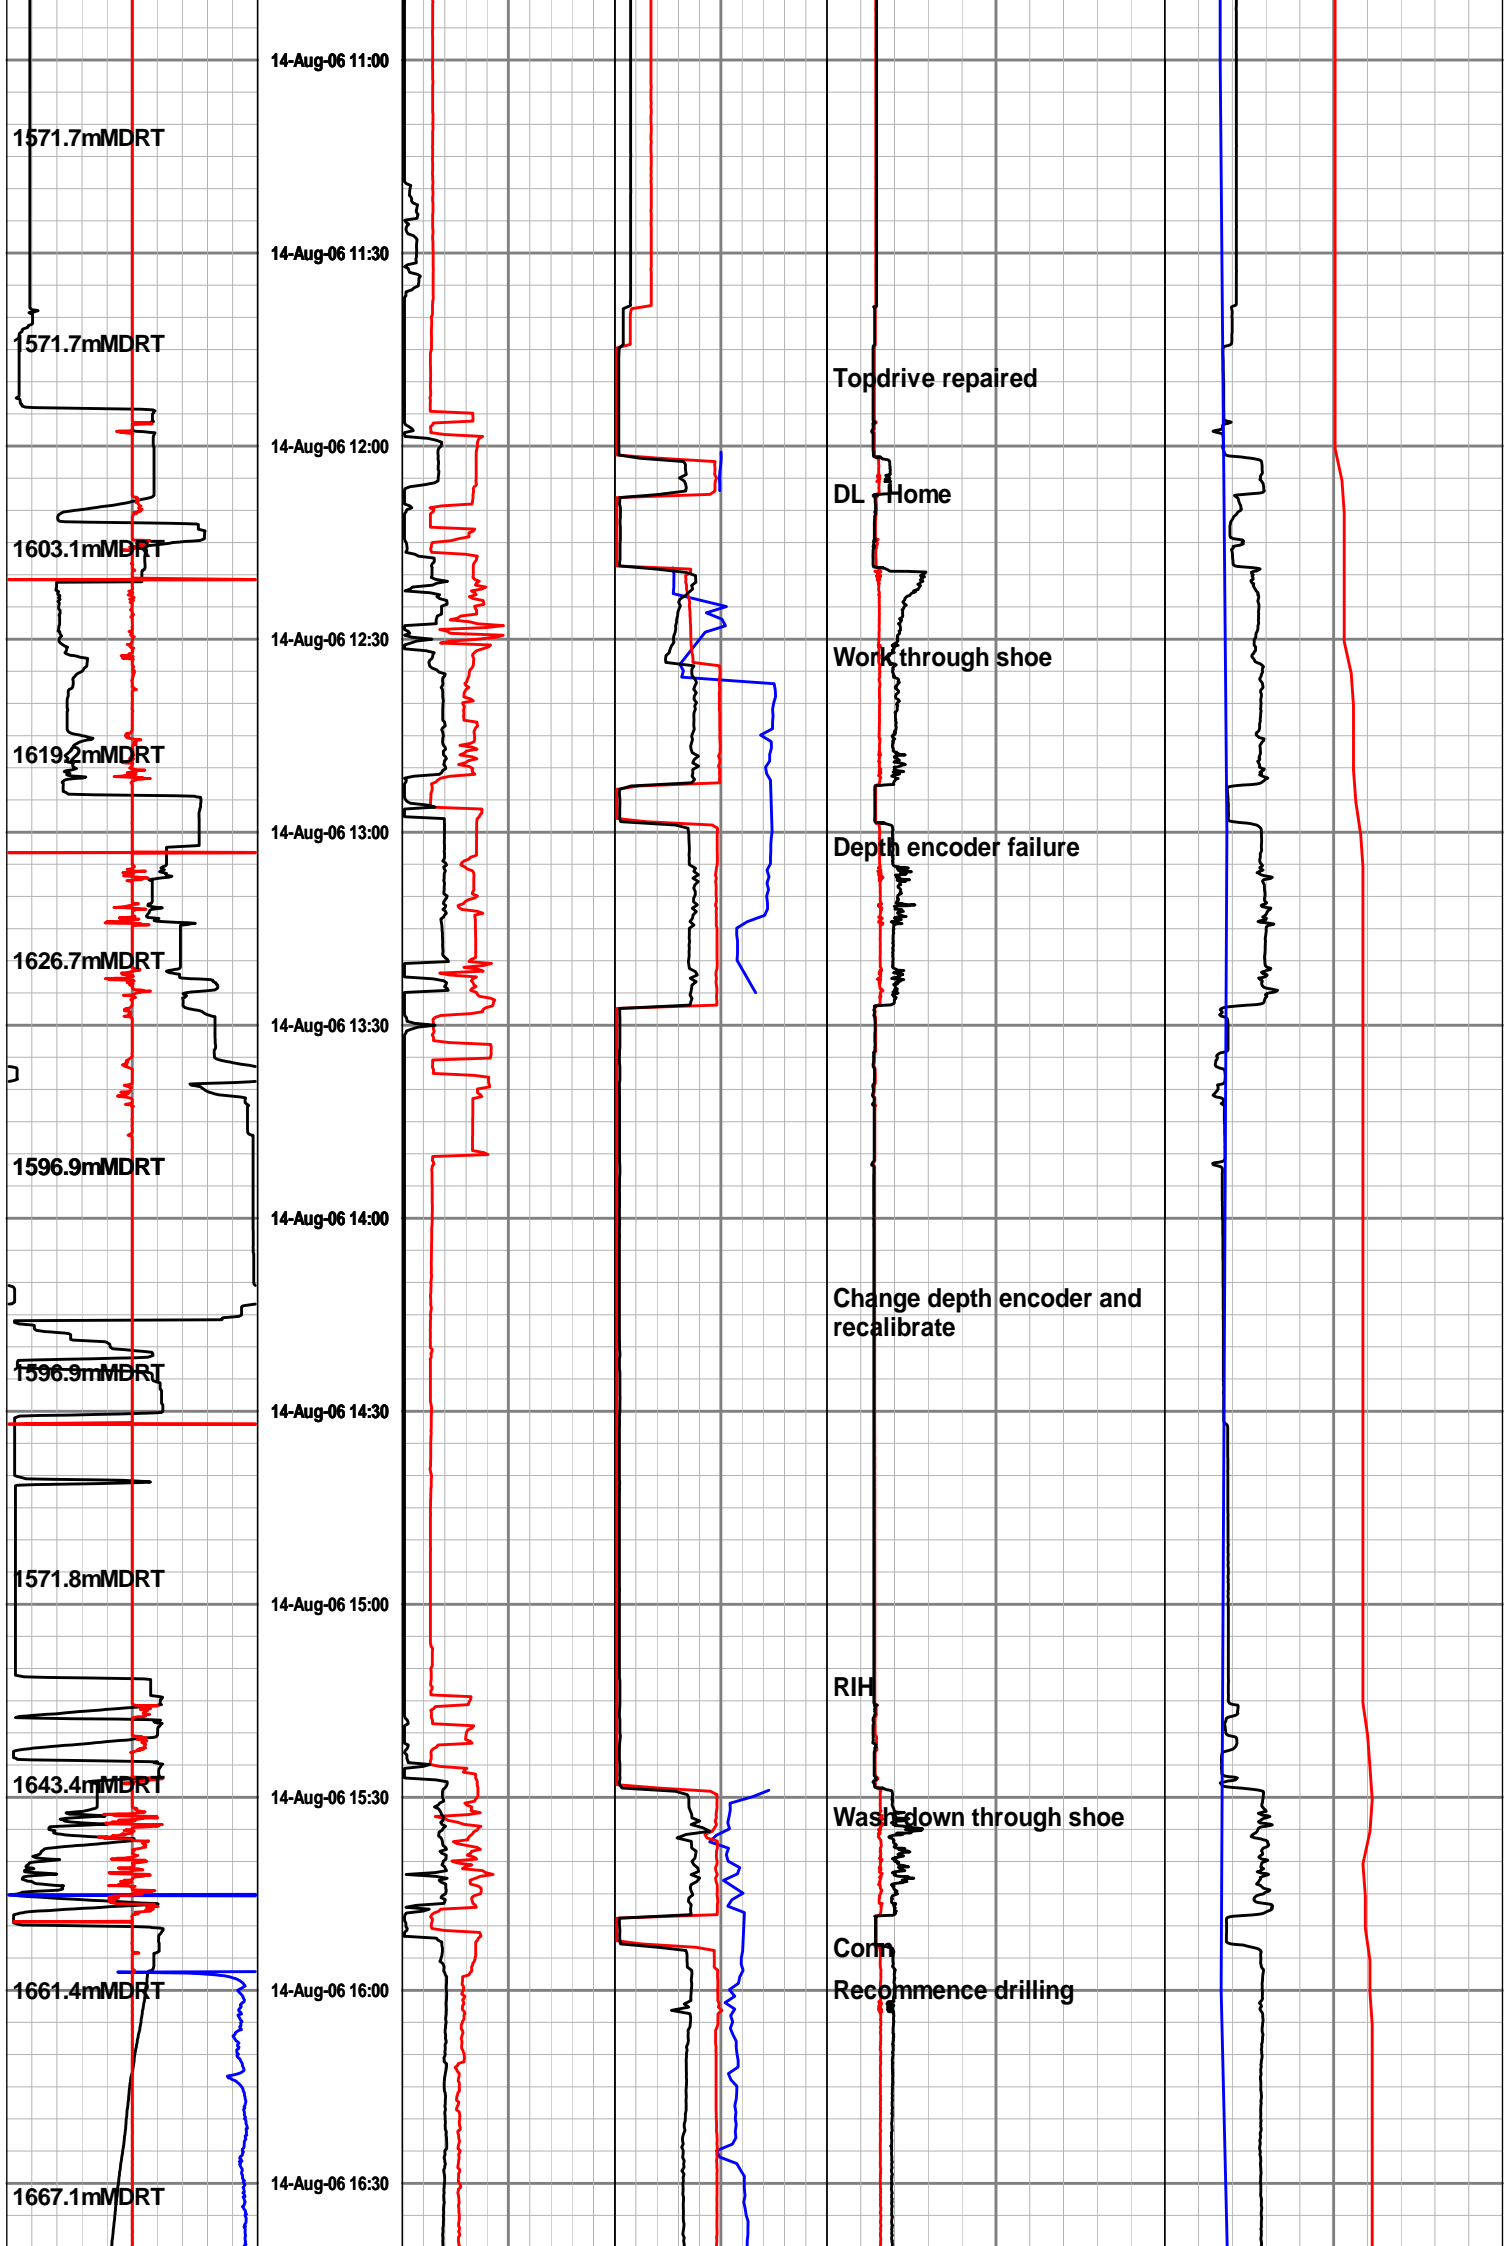 14-Aug-06 11:00
1571.7mMDRT
14-Aug-06 11:30
1571.7mMDRT
Topdrive repaired
14-Aug-06 12:00
DL Home
1603.1mMDRT
14-Aug-06 12:30
Work through shoe
1619.2mMDRT
14-Aug-06 13:00
Depth encoder failure
1626.7mMDRT
14-Aug-06 13:30
1596.9mMDRT
14-Aug-06 14:00
Change depth encoder and
recalibrate
1596.9mMDRT
14-Aug-06 14:30
1571.8mMDRT
14-Aug-06 15:00
RIH
1643.4mMDRT
14-Aug-06 15:30
Wash down through shoe
Conn
1661.4mMDRT
14-Aug-06 16:00
Recommence drilling
14-Aug-06 16:30
1667.1mMDRT